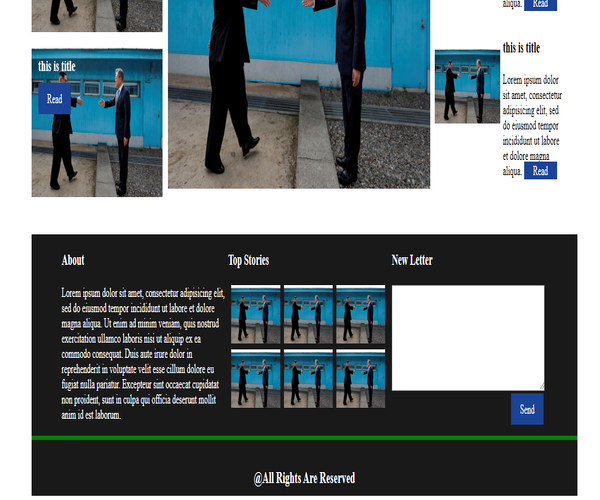 aliqua. Read
this is title
Read
this is title
Lorem ipsum dolor
sit amet, consectetur
adipisicing elit, sed
do eiusmod tempor
incididunt ut labore
et dolore magna
aliqua. Read
About
Lorem ipsum dolor sit amet, consectetur adipisicing elit,
sed do eiusmod tempor incididunt ut labore et dolore
magna aliqua. Ut enim ad minim veniam, quis nostrud
exercitation ullamco laboris nisi ut aliquip ex ea
commodo consequat. Duis aute irure dolor in
reprehenderit in voluptate velit esse cillum dolore eu
fugiat nulla pariatur. Excepteur sint occaecat cupidatat
non proident, sunt in culpa qui officia deserunt mollit
anim id est laborum.
Top Stories
New Letter
Send
@All Rights Are Reserved